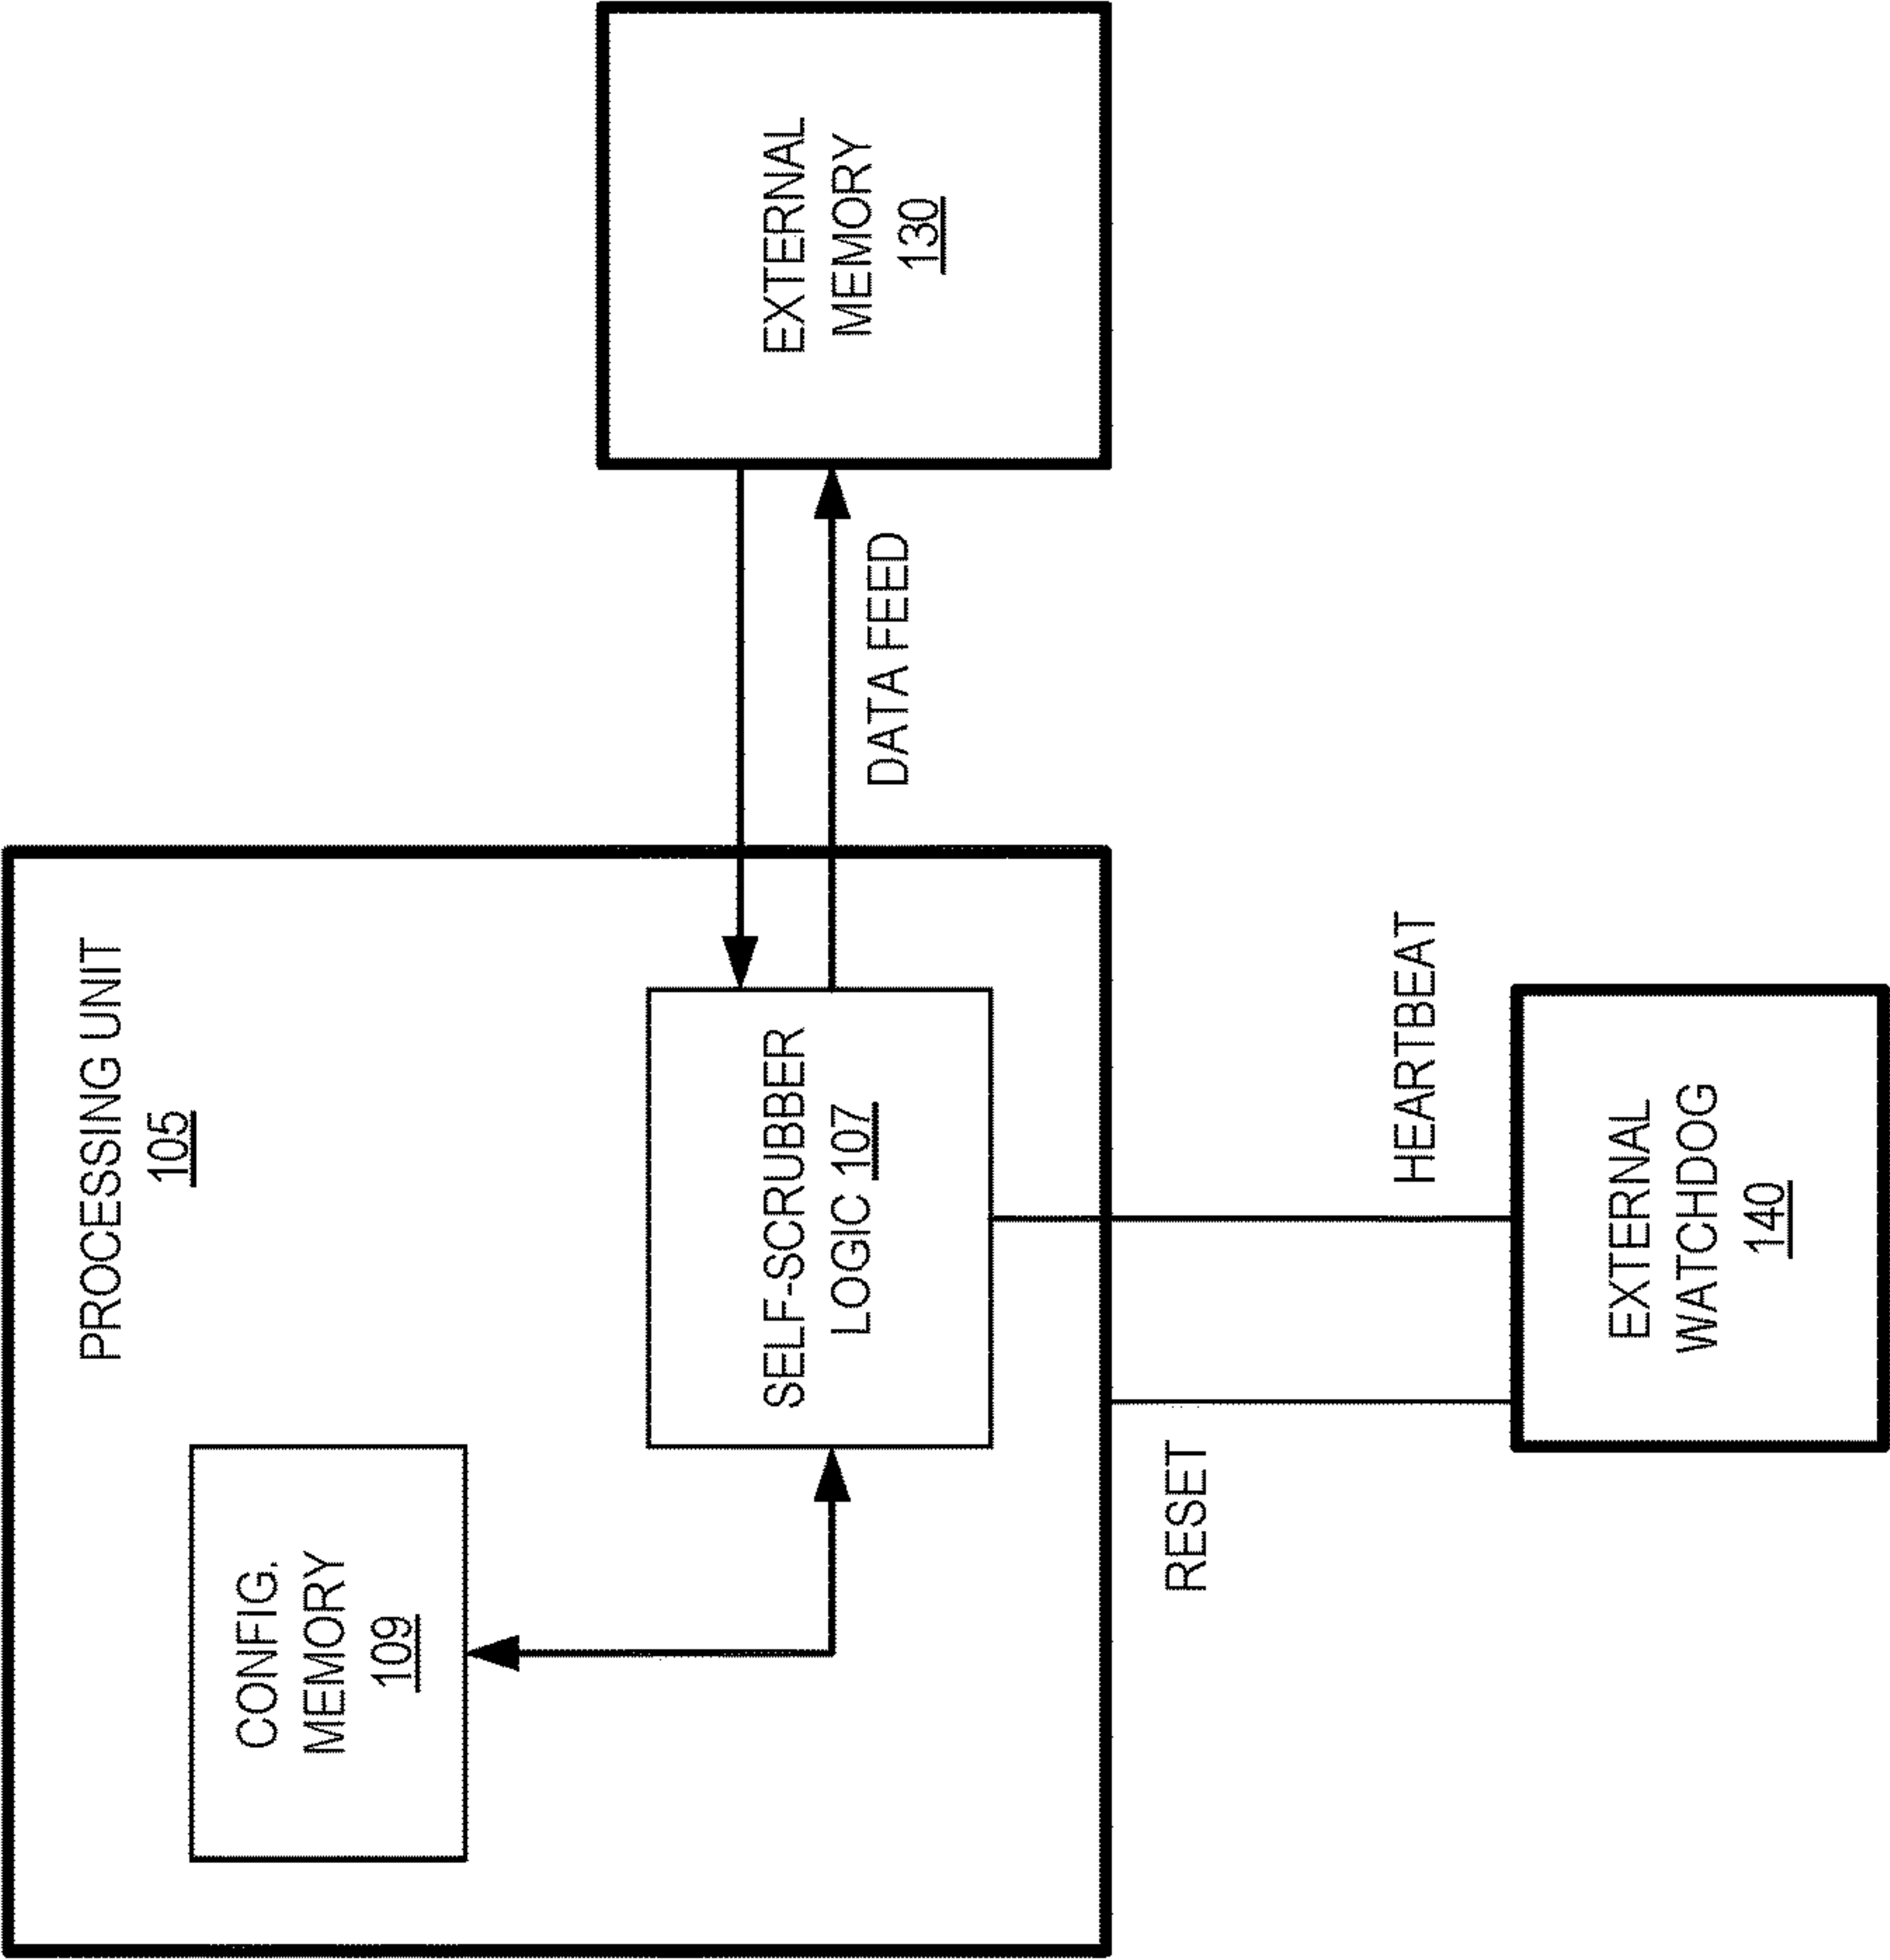 PROCESSING UNIT
105
CONFIG.
MEMORY
109
SELF-SCRUBBER
LOGIC 107
DATA FEED
EXTERNAL
MEMORY
130
RESET
HEARTBEAT
EXTERNAL
WATCHDOG
140